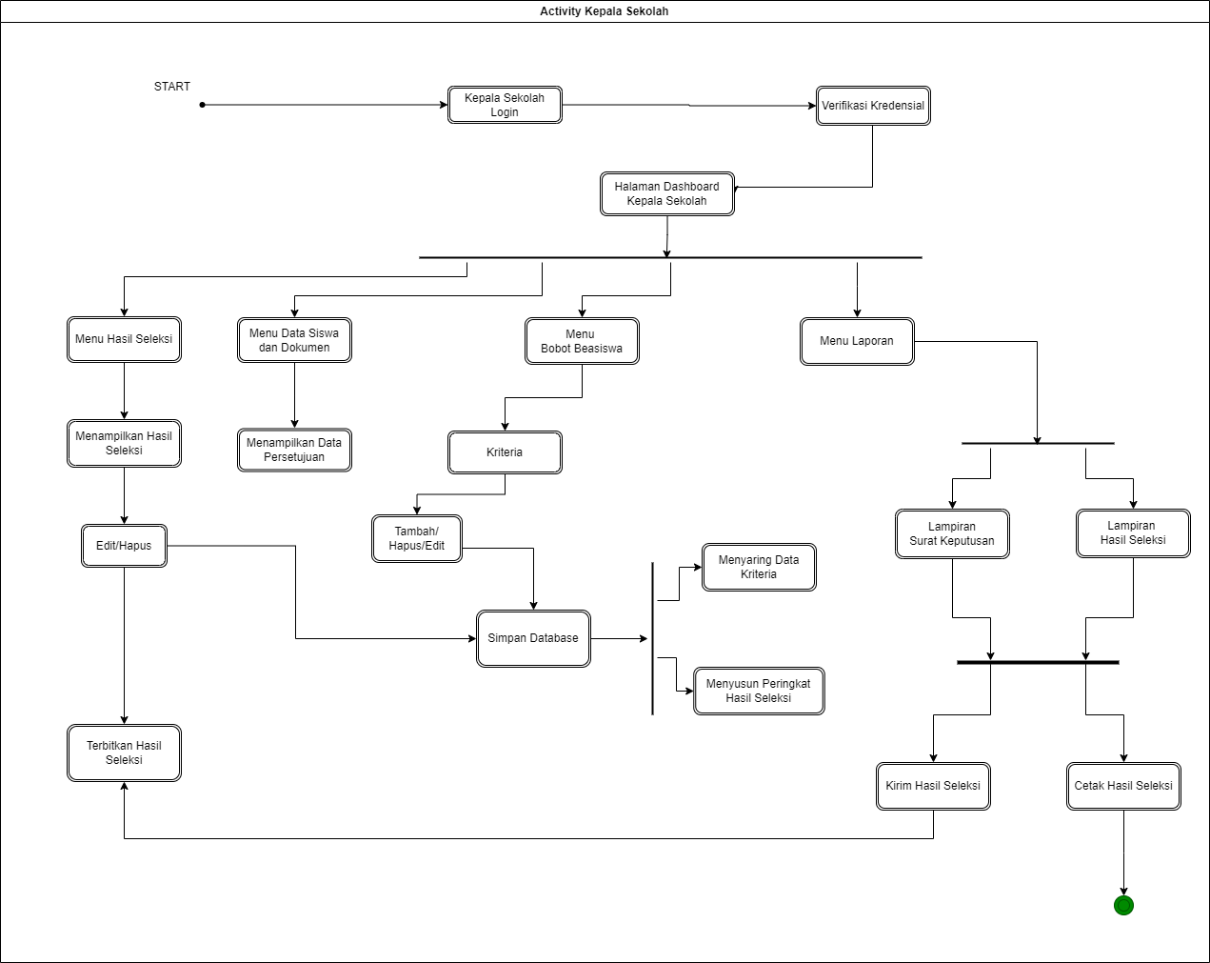 Activity Kepala Sekolah
START
Kepala Sekolah
Login
Verifikasi Kredensial
Halaman Dashboard
Kepala Sekolah
Menu Hasil Seleksi
Menu Data Siswa
dan Dokumen
Menu
Bobot Beasiswa
Menu Laporan
Menampilkan Hasil
Seleksi
Menampilkan Data
Persetujuan
Kriteria
Edit/Hapus
Tambah/
Hapus/Edit
Lampiran
Surat Keputusan
Lampiran
Hasil Seleksi
Menyaring Data
Kriteria
Simpan Database
Menyusun Peringkat
Hasil Seleksi
Terbitkan Hasil
Seleksi
Kirim Hasil Seleksi
Cetak Hasil Seleksi